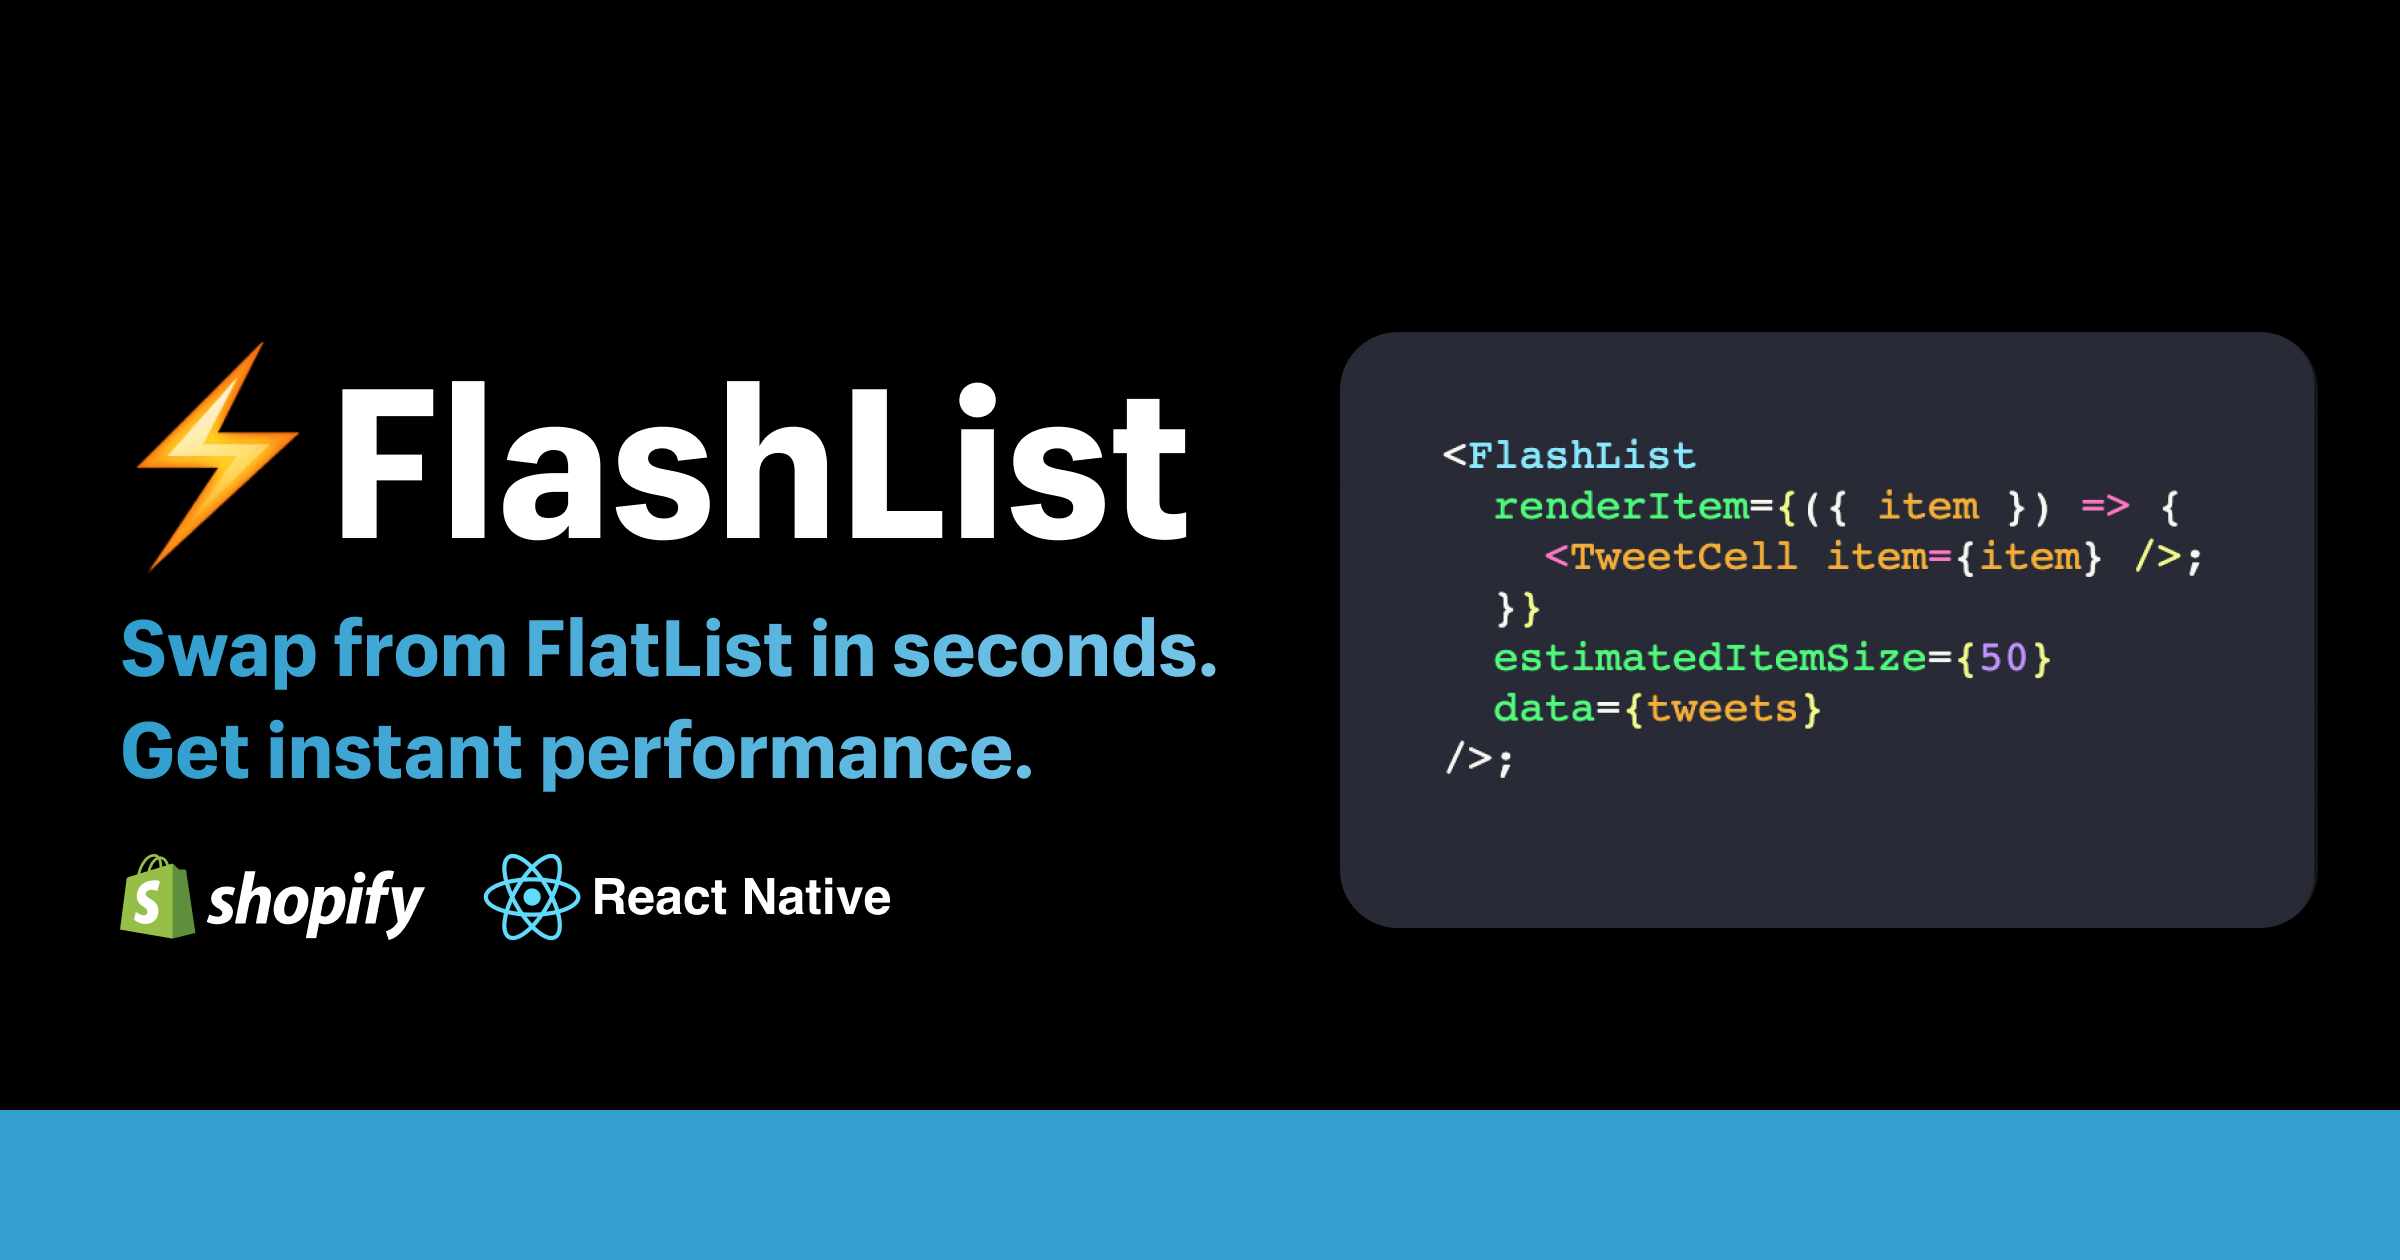 ⚡FlashList
Swap from FlatList in seconds.
Get instant performance.
shopify
React Native
<FlashList
  renderItem={({ item }) => {
    <TweetCell item={item} />;
  }}
  estimatedItemSize={50}
  data={tweets}
/>;